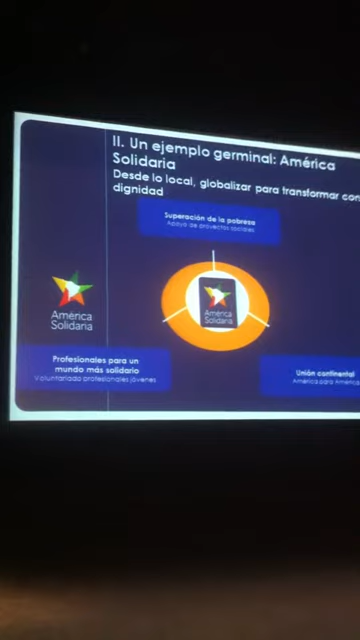 II. Un ejemplo germinal: América
Solidaria
Desde lo local, globalizar para transformar con
dignidad
Superación de la pobreza
Apoyo de proyectos sociales
América
Solidaria
América
Solidaria
Profesionales para un
mundo más solidario
Voluntariado profesionales jóvenes
Unión continental
América para América